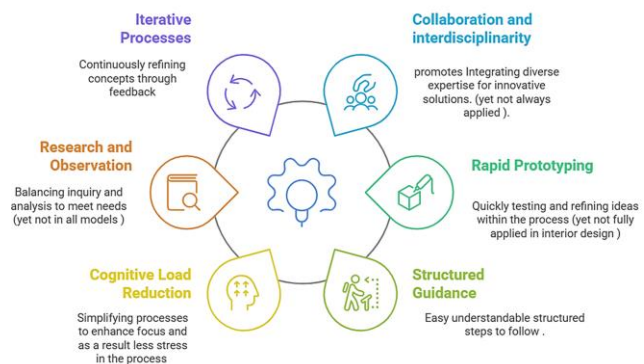 Iterative
Processes
Continuously refining
concepts through
feedback
Collaboration and
interdisciplinarity
promotes Integrating diverse
expertise for innovative
solutions. (yet not always
applied ).
Research and
Observation
Balancing inquiry and
analysis to meet needs
(yet not in all models )
Rapid Prototyping
Quickly testing and refining ideas
within the process (yet not fully
applied in interior design )
Cognitive Load
Reduction
Simplifying processes
to enhance focus and
as a result less stress
in the process
Structured
Guidance
Easy understandable structured
steps to follow .